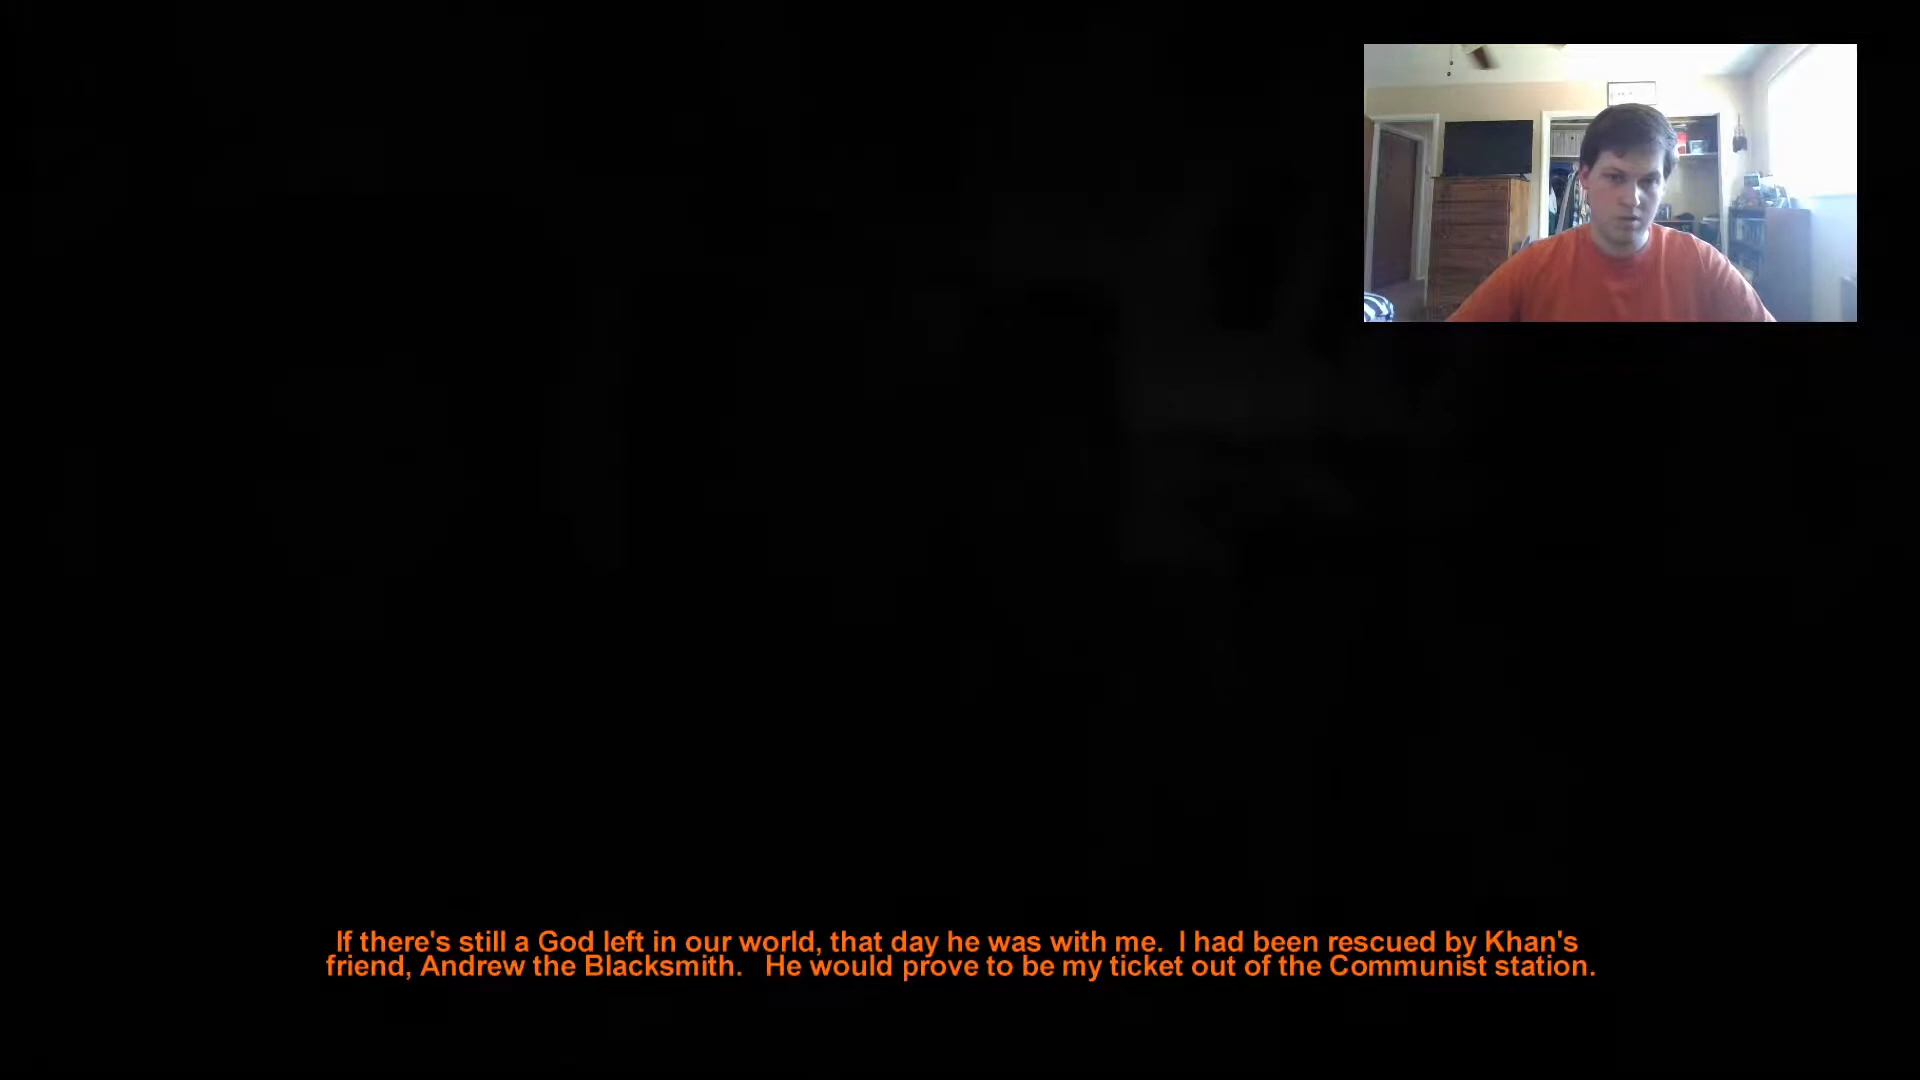 If there's still a God left in our world, that day he was with me.  I had been rescued by Khan's
friend, Andrew the Blacksmith.   He would prove to be my ticket out of the Communist station.